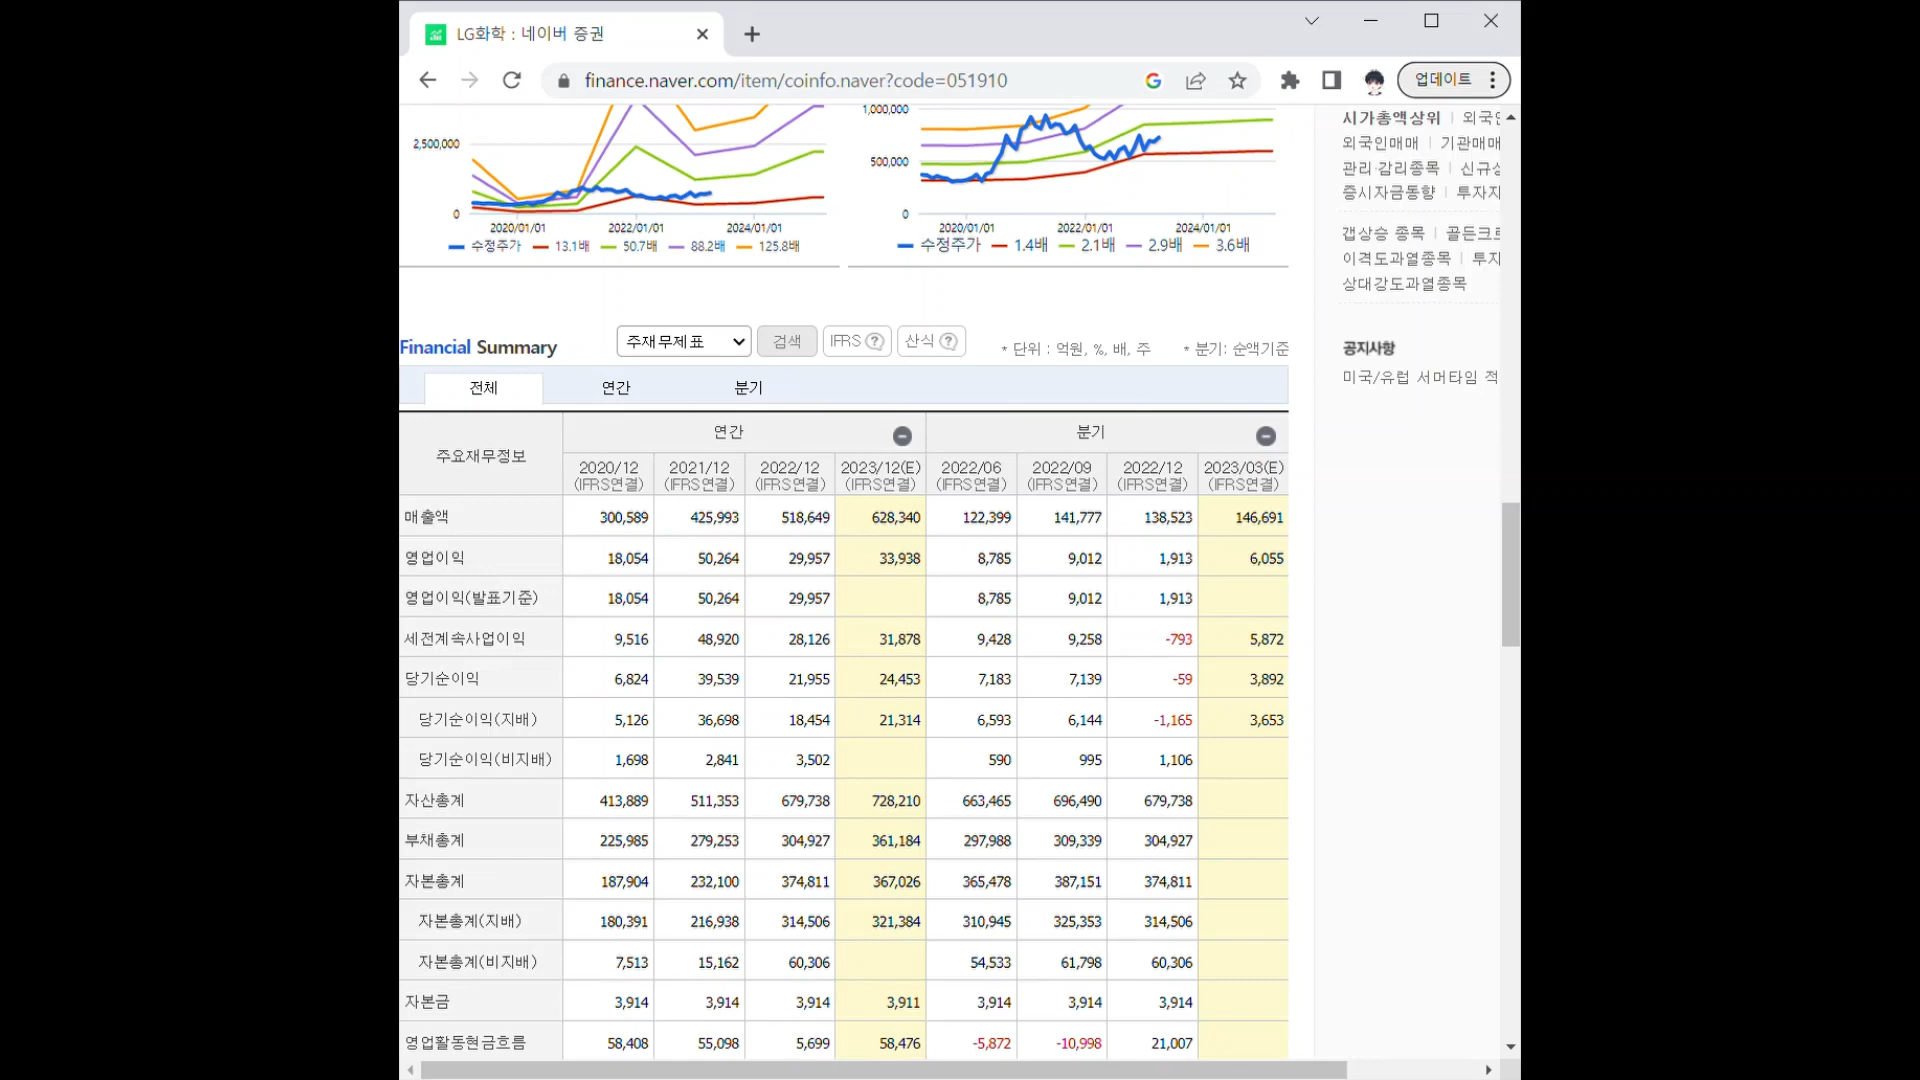 LG화학 : 네이버 증권
finance.naver.com/item/coinfo.naver?code=051910
업데이트
2,500,000
0
2020/01/01 2022/01/01 2024/01/01
수정주가 13.1배 50.7배 88.2배 125.8배
1,000,000
500,000
0
2020/01/01 2022/01/01 2024/01/01
수정주가 1.4배 2.1배 2.9배 3.6배
시가총액상위 외국인
외국인매매 기관매매
관리·감리종목 신규상
증시자금동향 투자자
갭상승 종목 골든크로
이격도과열종목 투자
상대강도과열종목
공지사항
미국/유럽 서머타임 적
Financial Summary 주재무제표 검색 IFRS ? 산식 ? * 단위 : 억원, %, 배, 주 * 분기: 순액기준
전체 연간 분기
주요재무정보 연간 분기
2020/12 2021/12 2022/12 2023/12(E) 2022/06 2022/09 2022/12 2023/03(E)
(IFRS연결) (IFRS연결) (IFRS연결) (IFRS연결) (IFRS연결) (IFRS연결) (IFRS연결) (IFRS연결)
매출액 300,589 425,993 518,649 628,340 122,399 141,777 138,523 146,691
영업이익 18,054 50,264 29,957 33,938 8,785 9,012 1,913 6,055
영업이익(발표기준) 18,054 50,264 29,957 8,785 9,012 1,913
세전계속사업이익 9,516 48,920 28,126 31,878 9,428 9,258 -793 5,872
당기순이익 6,824 39,539 21,955 24,453 7,183 7,139 -59 3,892
당기순이익(지배) 5,126 36,698 18,454 21,314 6,593 6,144 -1,165 3,653
당기순이익(비지배) 1,698 2,841 3,502 590 995 1,106
자산총계 413,889 511,353 679,738 728,210 663,465 696,490 679,738
부채총계 225,985 279,253 304,927 361,184 297,988 309,339 304,927
자본총계 187,904 232,100 374,811 367,026 365,478 387,151 374,811
자본총계(지배) 180,391 216,938 314,506 321,384 310,945 325,353 314,506
자본총계(비지배) 7,513 15,162 60,306 54,533 61,798 60,306
자본금 3,914 3,914 3,914 3,911 3,914 3,914 3,914
영업활동현금흐름 58,408 55,098 5,699 58,476 -5,872 -10,998 21,007